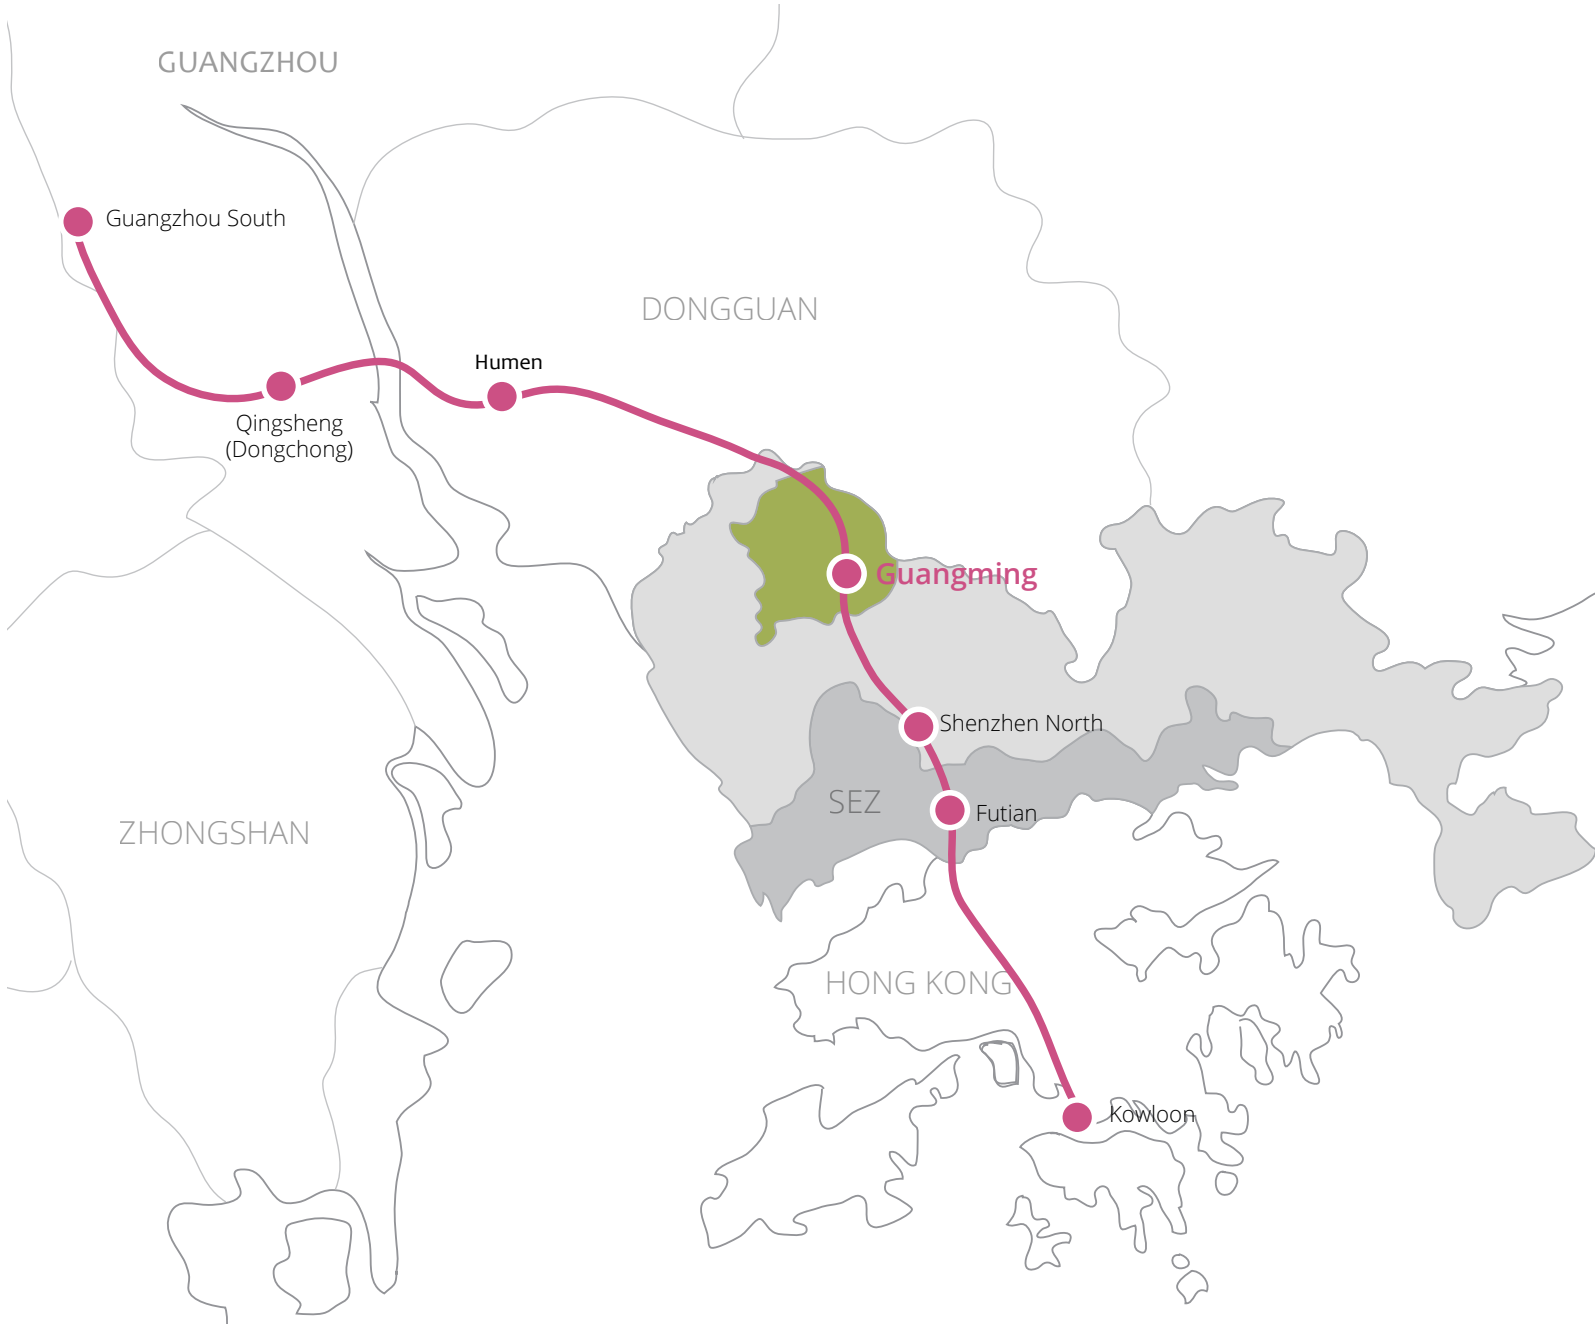 GUANGZHOU
Guangzhou South
DONGGUAN
Humen
Qingsheng
(Dongchong)
Guangming
Shenzhen North
SEZ
Futian
ZHONGSHAN
HONG KONG
Kowloon